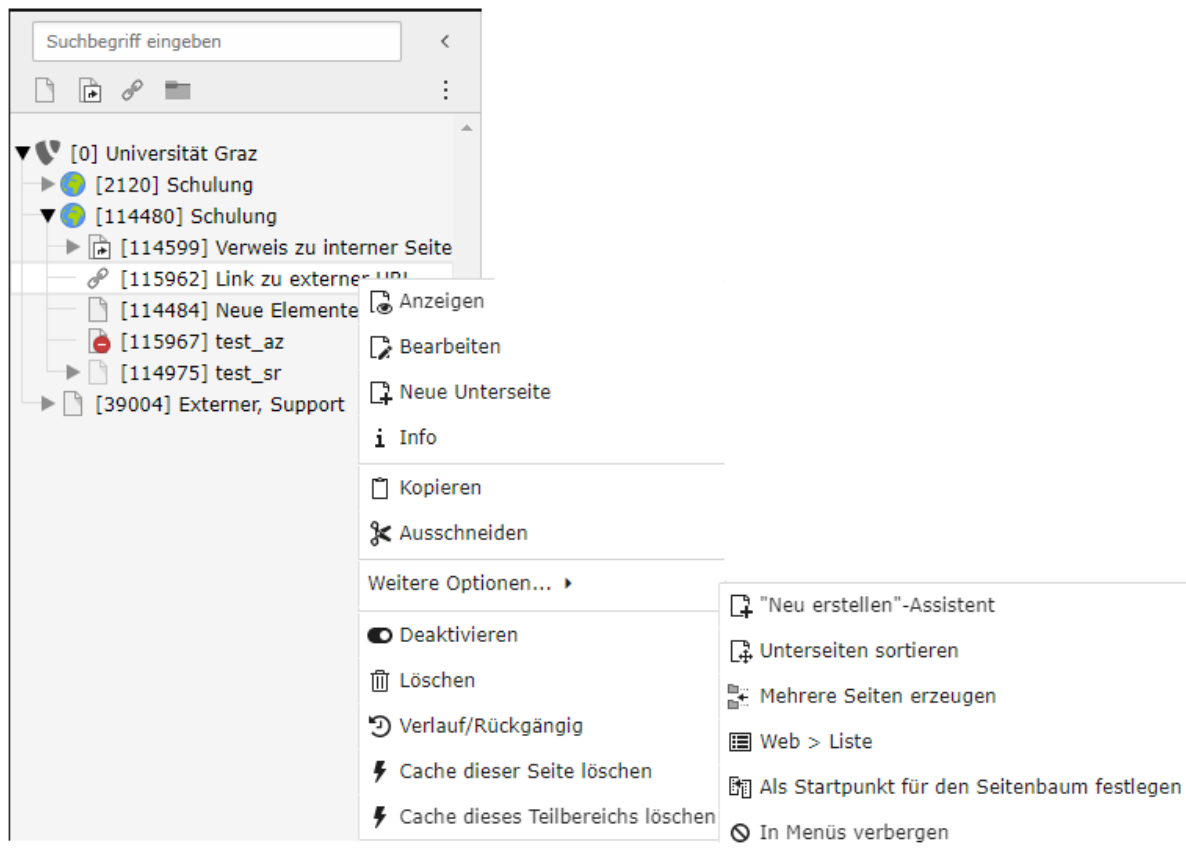 Suchbegriff eingeben
[0] Universität Graz
[2120] Schulung
[114480] Schulung
[114599] Verweis zu interner Seite
[115962] Link zu externer
[114484] Neue Elemente
[115967] test_az
[114975] test_sr
[39004] Externer, Support
Anzeigen
Bearbeiten
Neue Unterseite
Info
Kopieren
Ausschneiden
Weitere Optionen...
Deaktivieren
Löschen
Verlauf/Rückgängig
Cache dieser Seite löschen
Cache dieses Teilbereichs löschen
"Neu erstellen"-Assistent
Unterseiten sortieren
Mehrere Seiten erzeugen
Web > Liste
Als Startpunkt für den Seitenbaum festlegen
In Menüs verbergen